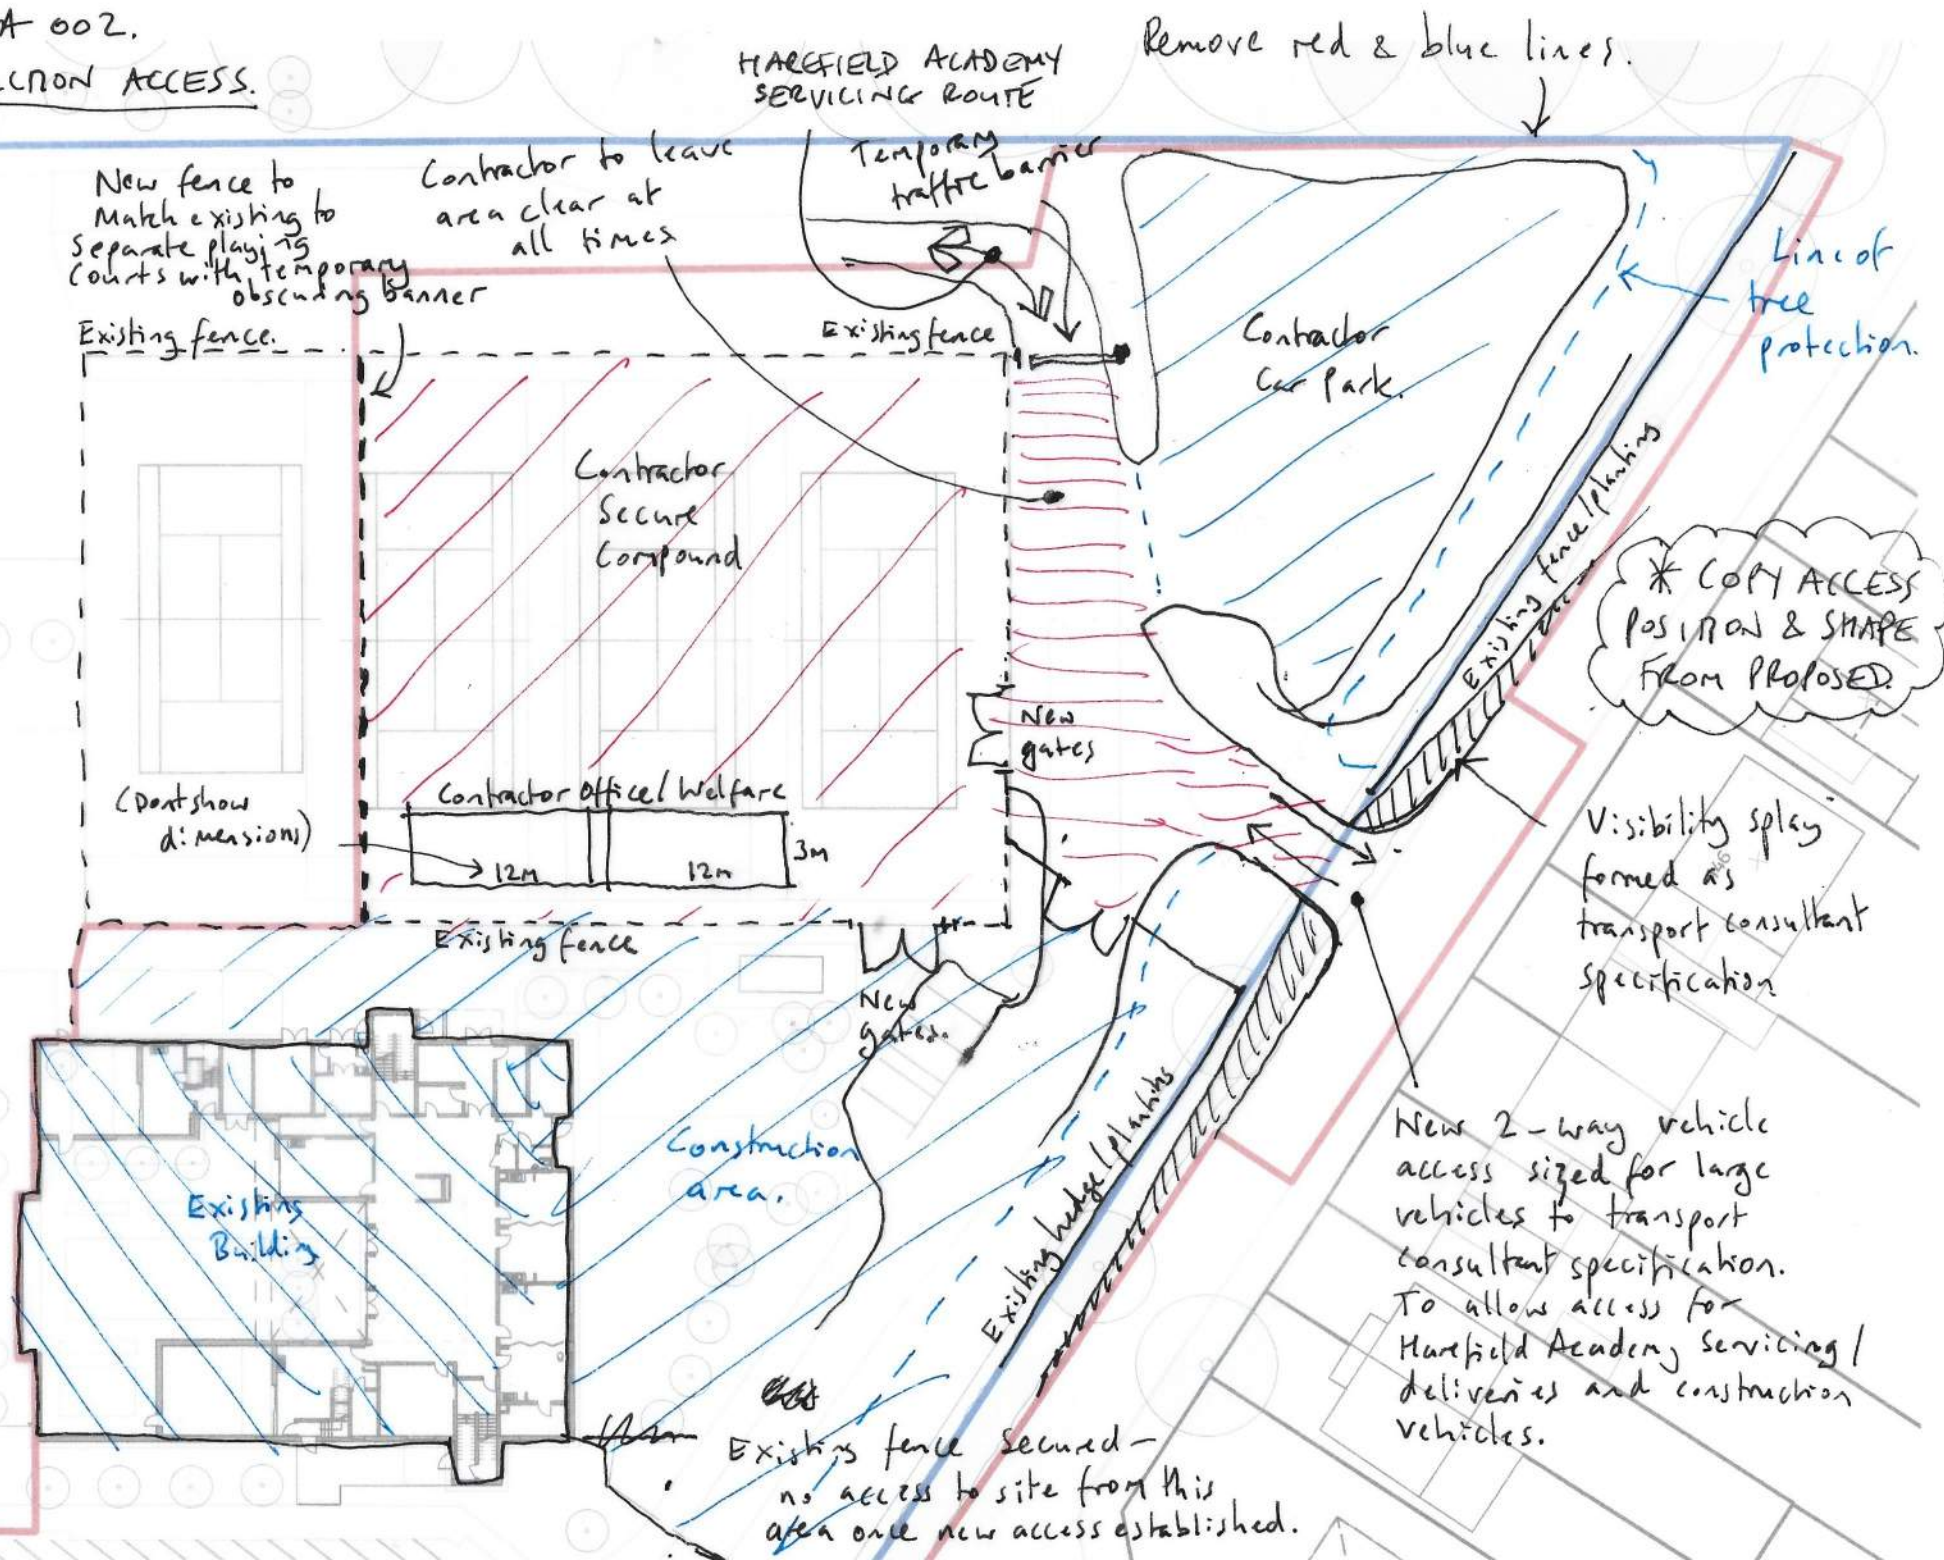 A 002.
CTION ACCESS.
HAREFIELD ACADEMY
SERVICING ROUTE
Remove red & blue lines.
New fence to
Match existing to
Separate playing
Courts with temporary
obscuring banner
Contractor to leave
area clear at
all times
Temporary
traffic barrier
Line of
tree
protection.
Existing fence.
Existing fence
Contractor
Car Park.
Contractor
Secure
Compound
Existing fence/planting
* COPY ACCESS
POSITION & SHAPE
FROM PROPOSED.
New
gates
(Dont show
dimensions)
Contractor Office/Welfare
12m
12m
3m
Visibility splay
formed as
transport consultant
specification
46
Existing fence
New
gates.
Construction
area.
Existing
Building
Existing hedge/planting
New 2-way vehicle
access sized for large
vehicles to transport
consultant specification.
To allow access for
Harefield Academy Servicing/
deliveries and construction
vehicles.
Existing fence secured -
no access to site from this
area once new access established.